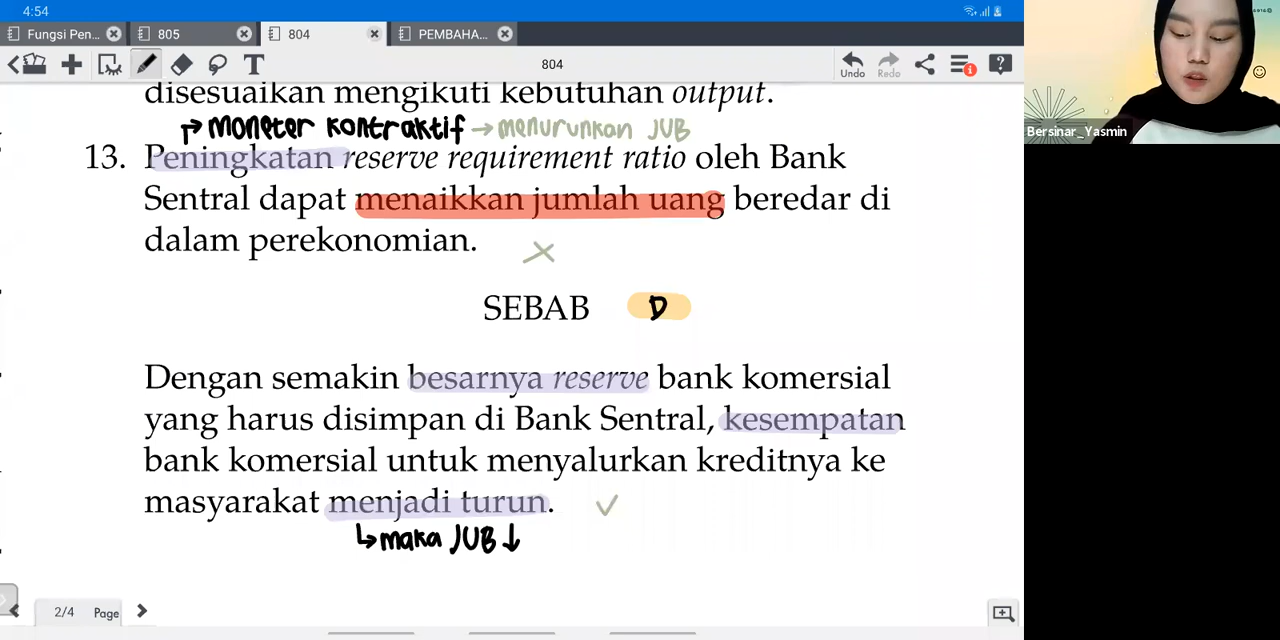 4:54
Fungsi Pen...
805
804
PEMBAHA...
804
Undo
Redo
Bersinar_Yasmin
disesuaikan mengikuti kebutuhan output.
moneter kontraktif → menurunkan JUB
13. Peningkatan reserve requirement ratio oleh Bank
Sentral dapat menaikkan jumlah uang beredar di
dalam perekonomian.
SEBAB D
Dengan semakin besarnya reserve bank komersial
yang harus disimpan di Bank Sentral, kesempatan
bank komersial untuk menyalurkan kreditnya ke
masyarakat menjadi turun.
↳ maka JUB ↓
2/4 Page